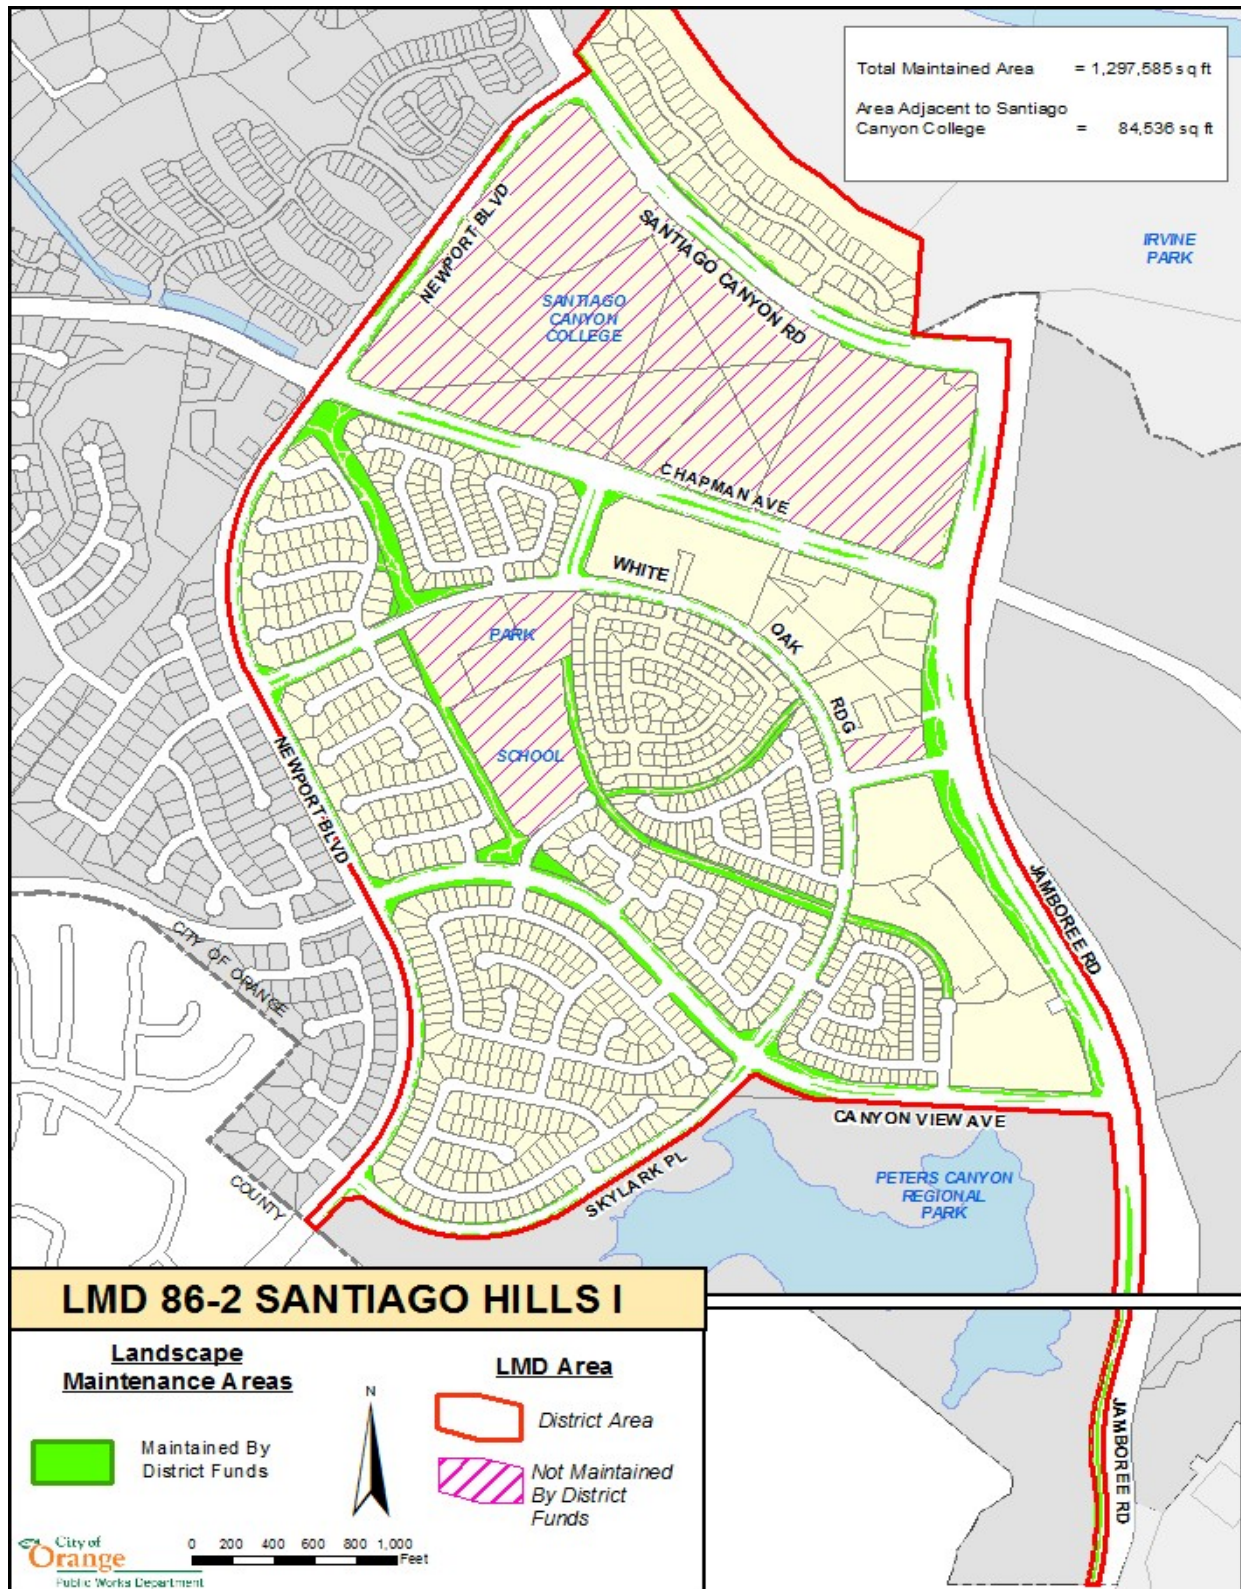 Total Maintained Area = 1,297,585 sq ft
Area Adjacent to Santiago
Canyon College = 84,536 sq ft
IRVINE
PARK
NEWPORT BLVD
SANTIAGO CANYON RD
SANTIAGO
CANYON
COLLEGE
CHAPMAN AVE
WHITE
OAK
RDG
PARK
SCHOOL
NEWPORT BLVD
JAMBOREE RD
CITY OF ORANGE
COUNTY
SKYLARK PL
CANYON VIEW AVE
PETERS CANYON
REGIONAL
PARK
LMD 86-2 SANTIAGO HILLS I
Landscape
Maintenance Areas
Maintained By
District Funds
N
LMD Area
District Area
Not Maintained
By District
Funds
City of
Orange
Public Works Department
0 200 400 600 800 1,000
Feet
JAMBOREE RD